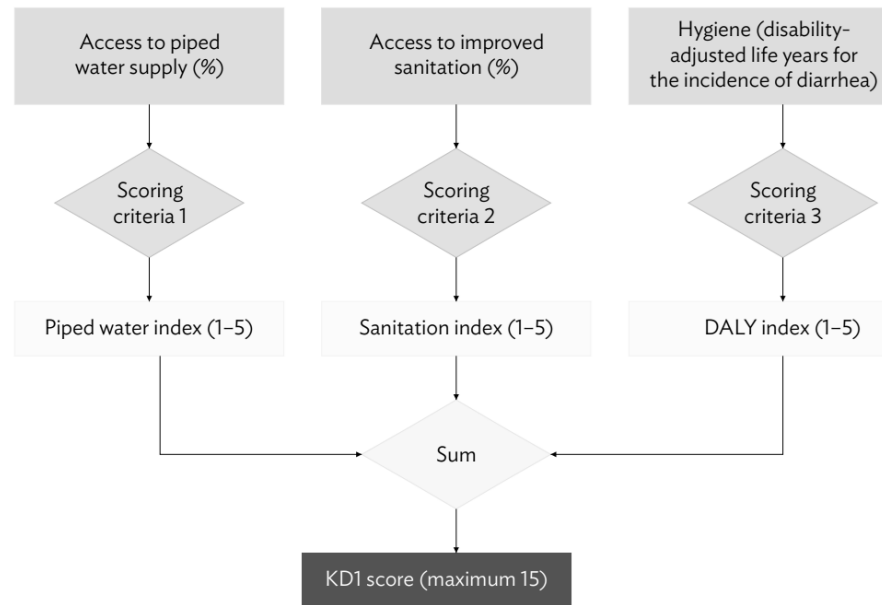 Access to piped
water supply (%)
Access to improved
sanitation (%)
Hygiene (disability-
adjusted life years for
the incidence of diarrhea)
Scoring
criteria 1
Scoring
criteria 2
Scoring
criteria 3
Piped water index (1–5)
Sanitation index (1–5)
DALY index (1–5)
Sum
KD1 score (maximum 15)